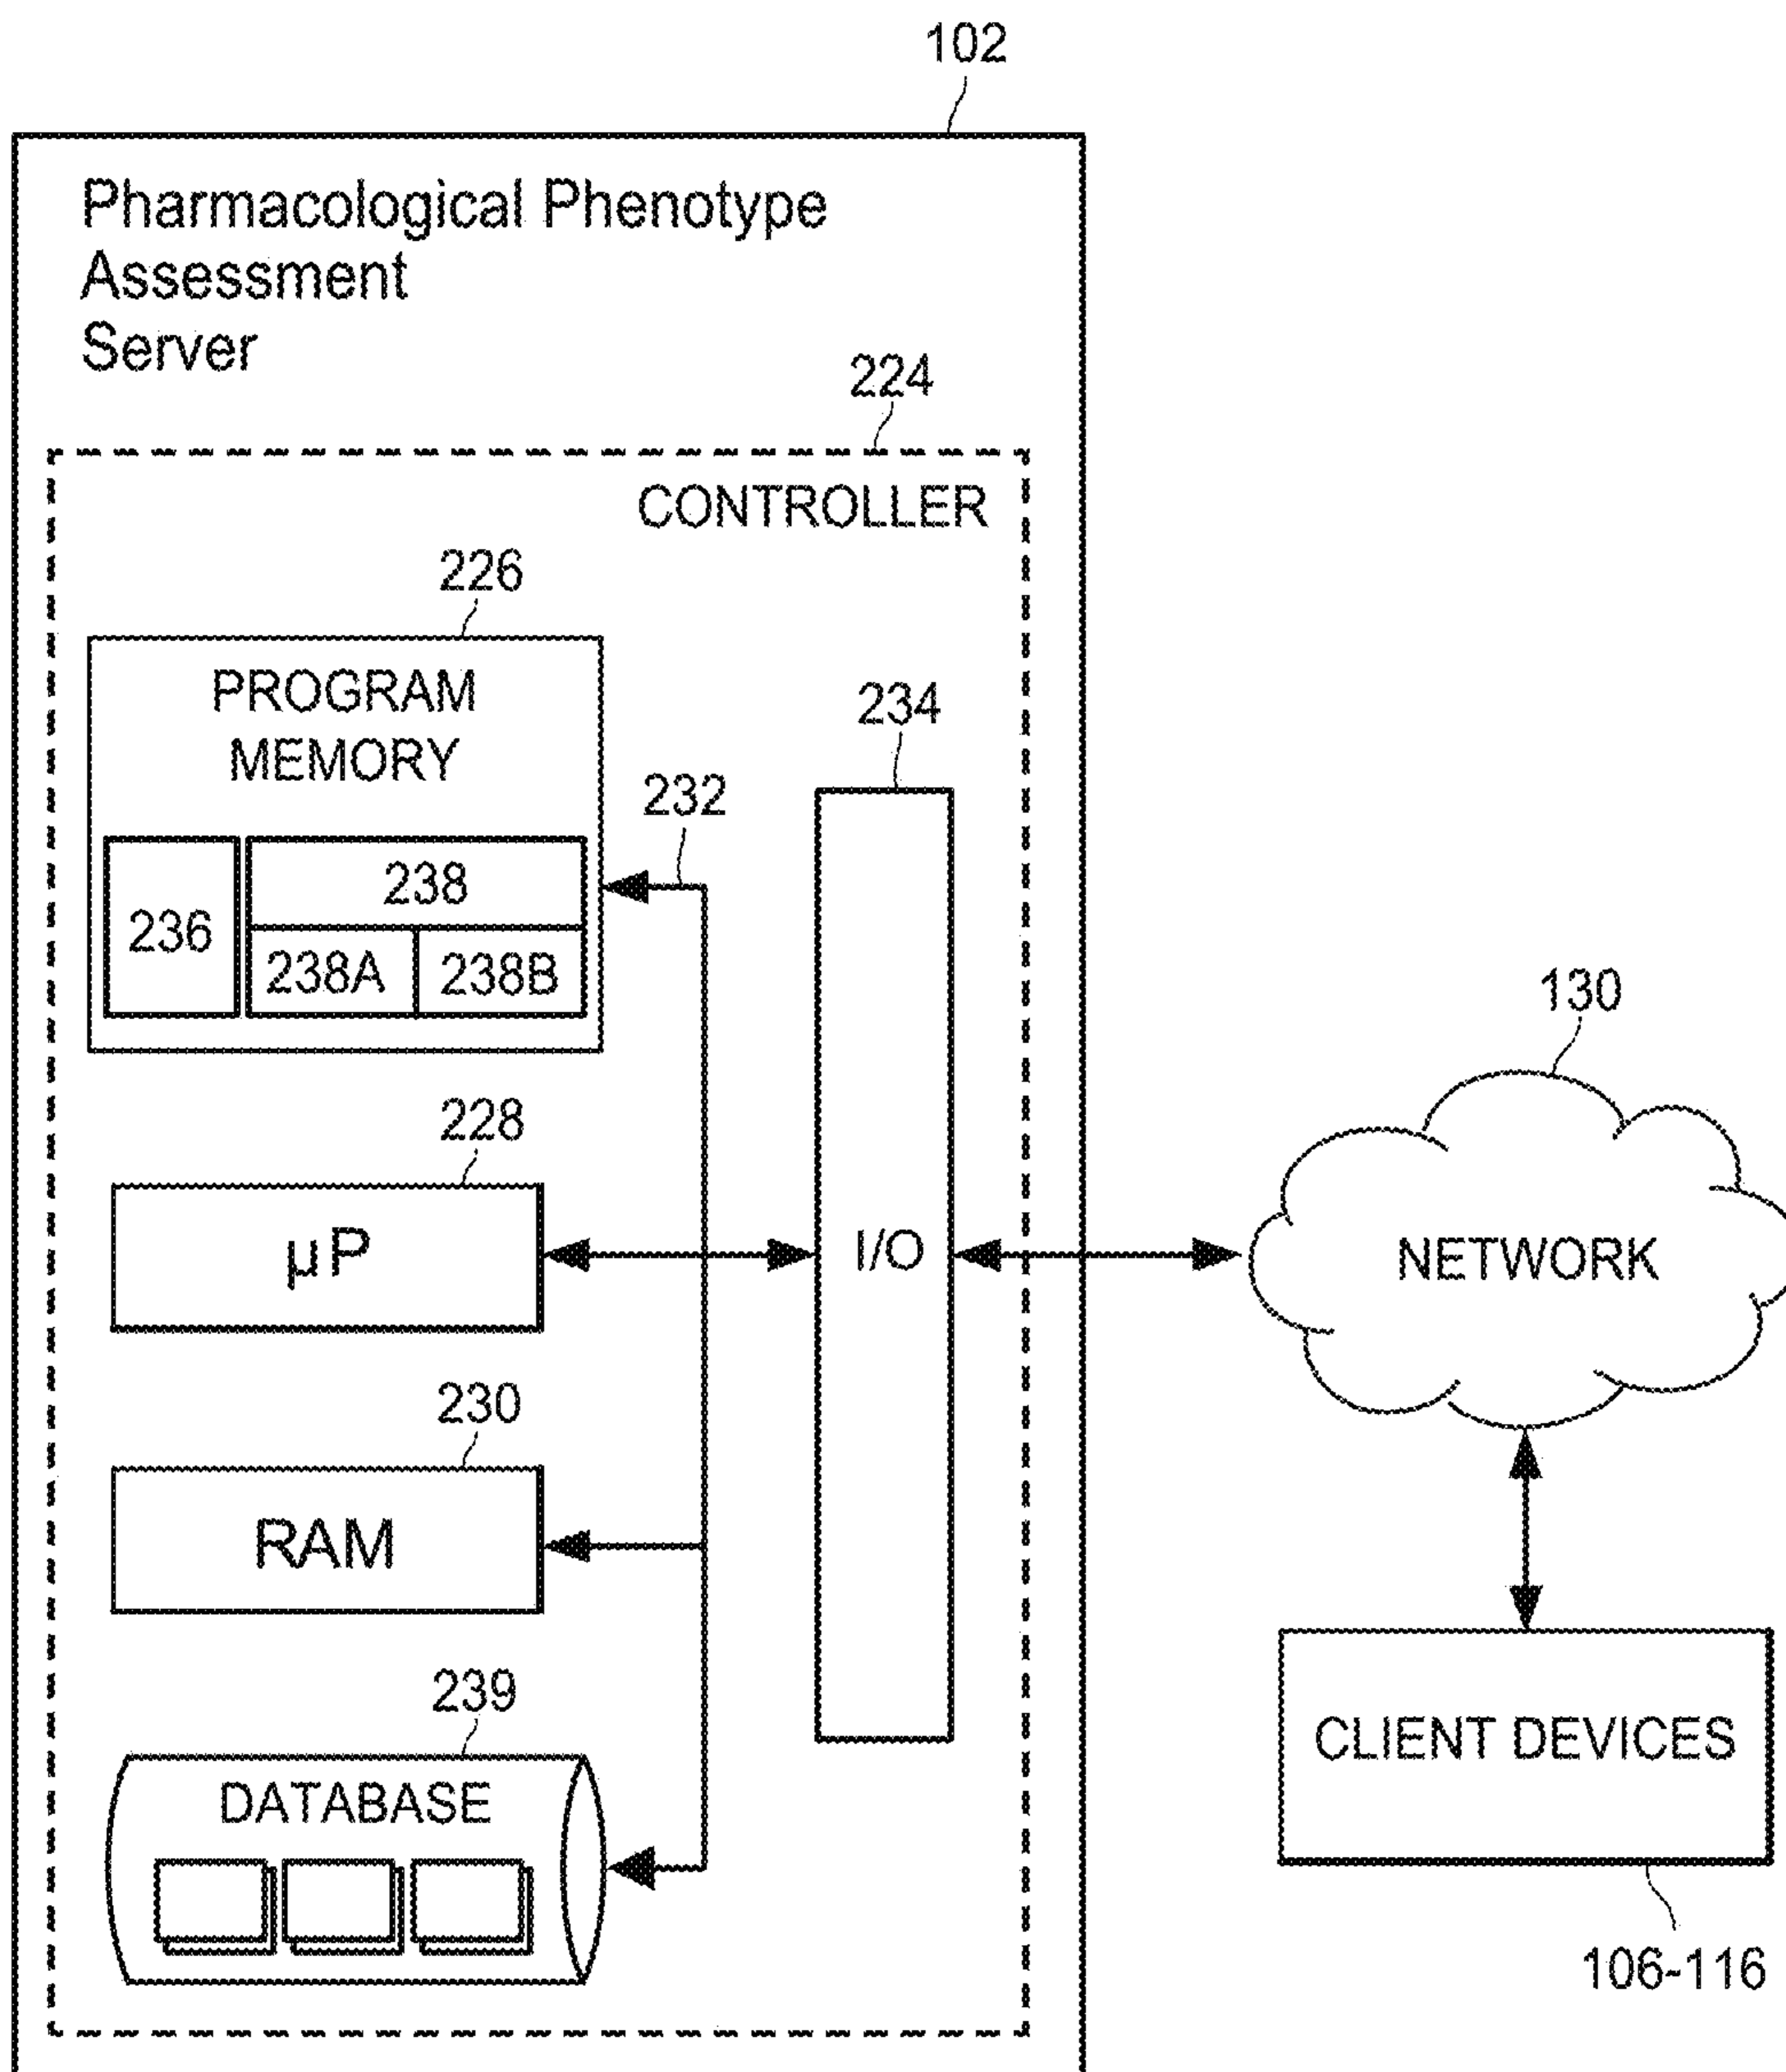 102
Pharmacological Phenotype
Assessment
Server
224
CONTROLLER
226
PROGRAM
MEMORY
234
232
238
236
238A
238B
130
228
µP
I/O
NETWORK
230
RAM
239
DATABASE
CLIENT DEVICES
106-116